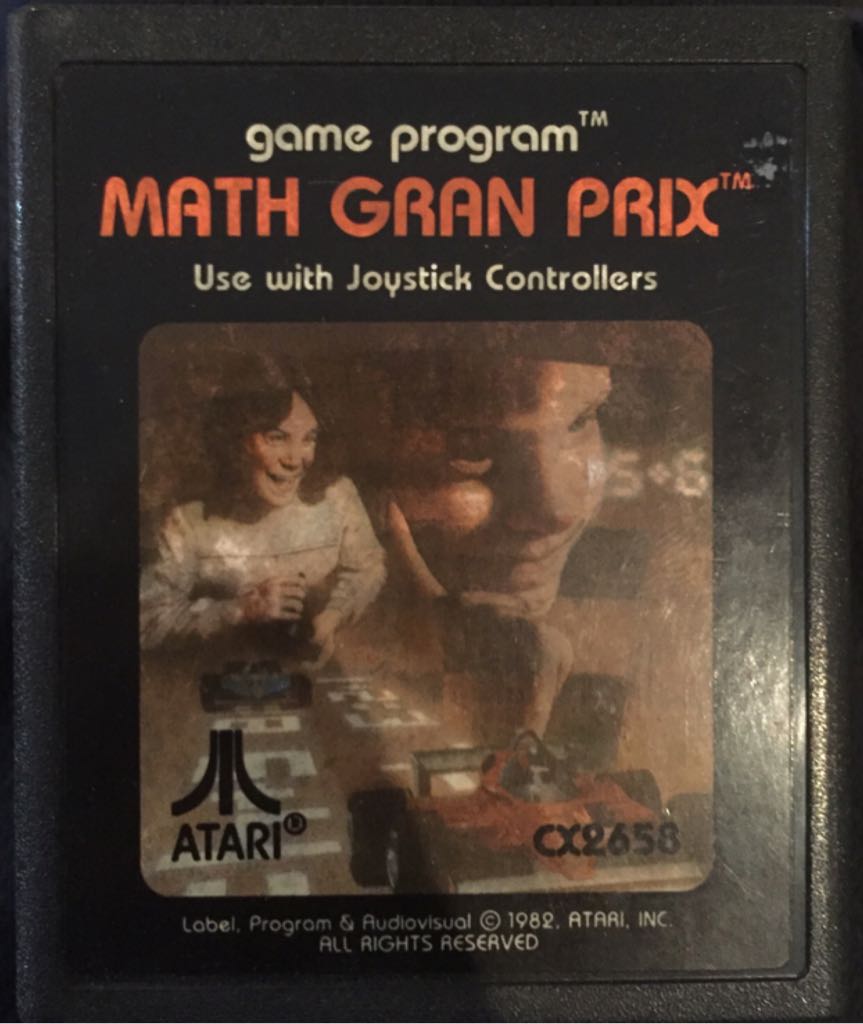 game program™
MATH GRAN PRIX™
Use with Joystick Controllers
6+6
ATARI®
CX2658
Label, Program & Audiovisual © 1982, ATARI, INC.
ALL RIGHTS RESERVED